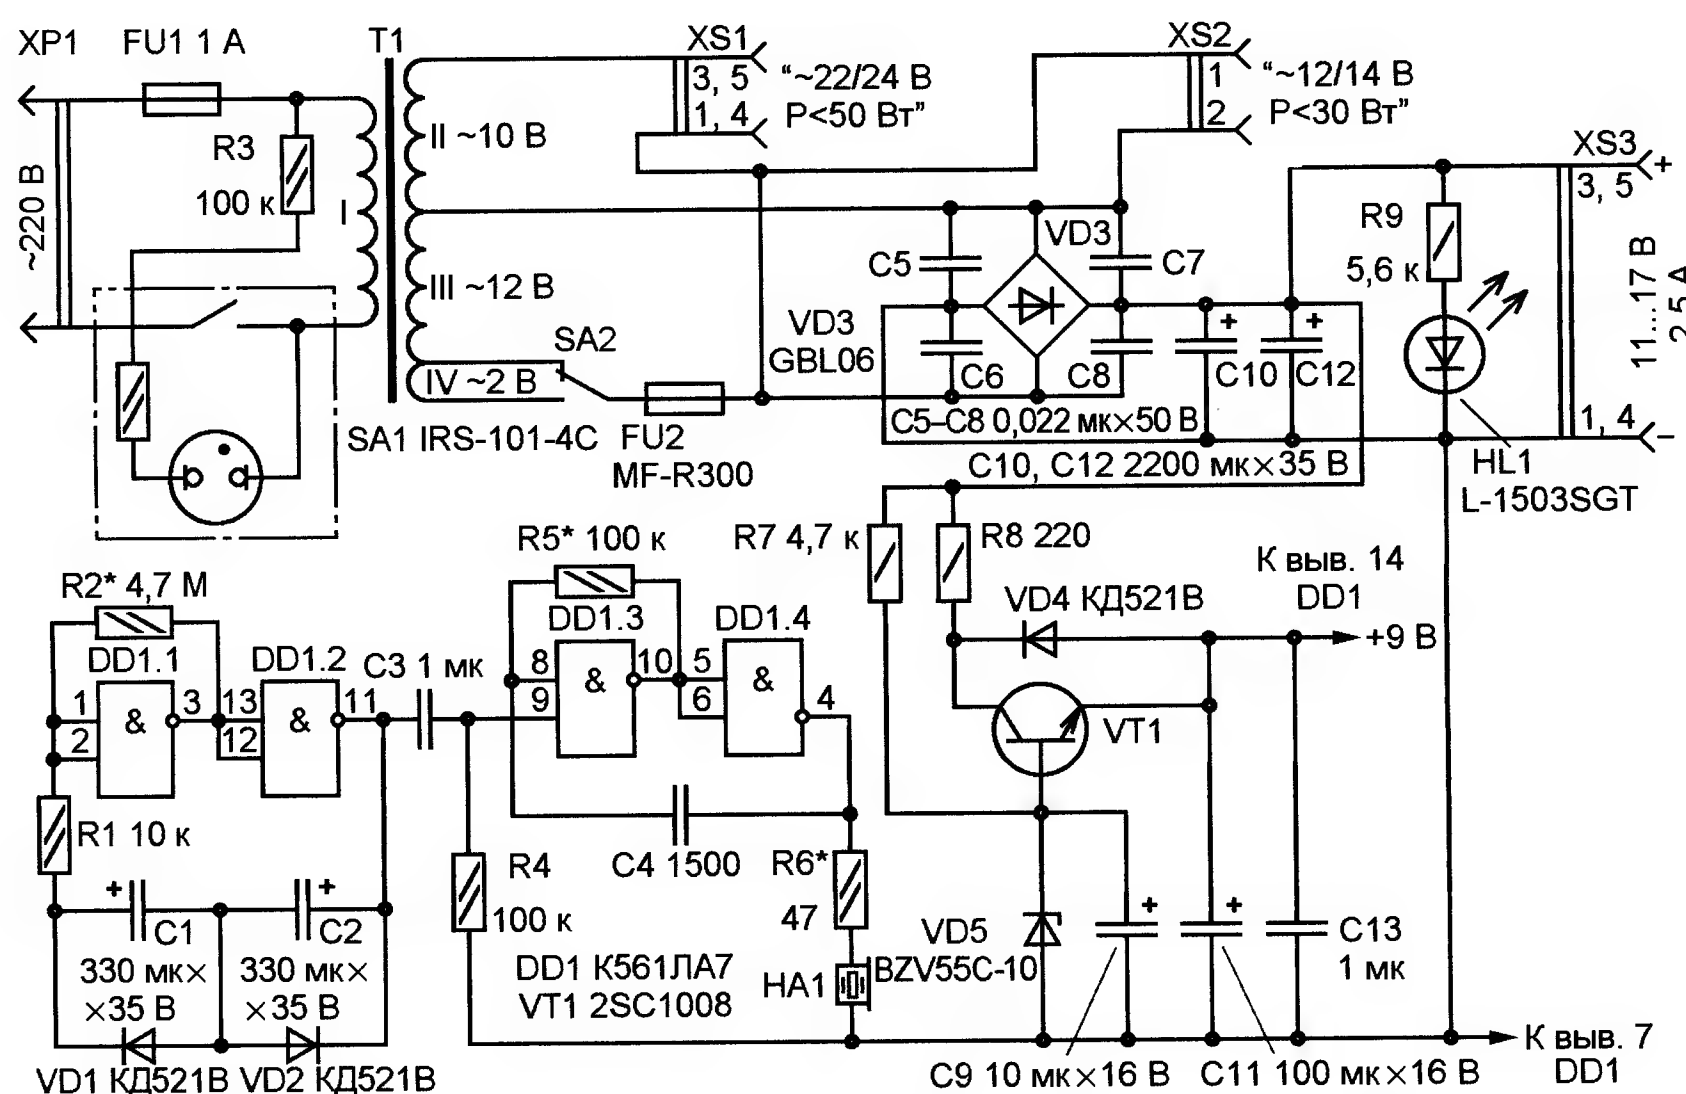 XP1
FU1 1 А
T1
XS1
3, 5
1, 4
“~22/24 В
P<50 Вт”
XS2
1
2
“~12/14 В
P<30 Вт”
XS3
3, 5
+
R3
100 к
~220 В
I
II ~10 В
III ~12 В
IV ~2 В
SA2
VD3
C5
C7
VD3
GBL06
C6
C8
+
C10
+
C12
R9
5,6 к
11...17 В
2,5 А
1, 4
–
SA1 IRS-101-4C
FU2
MF-R300
C5–C8 0,022 мк×50 В
C10, C12 2200 мк×35 В
HL1
L-1503SGT
R5* 100 к
R7 4,7 к
R8 220
К выв. 14
DD1
R2* 4,7 М
DD1.3
DD1.4
VD4 КД521В
+9 В
DD1.1
DD1.2
C3 1 мк
8
9
&
10
5
6
&
4
1
2
&
3
13
12
&
11
VT1
R1 10 к
R4
100 к
C4 1500
R6*
47
+
C1
330 мк×
×35 В
+
C2
330 мк×
×35 В
DD1 К561ЛА7
VT1 2SC1008
HA1
VD5
BZV55C-10
+
+
C13
1 мк
VD1 КД521В
VD2 КД521В
C9 10 мк×16 В
C11 100 мк×16 В
К выв. 7
DD1